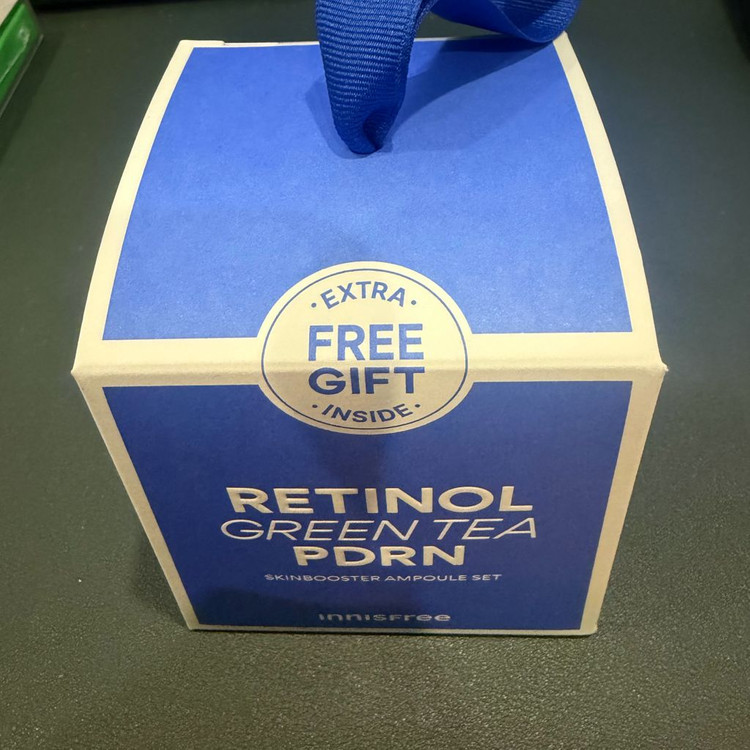 ·EXTRA·
FREE
GIFT
·INSIDE·
RETINOL
GREEN TEA
PDRN
SKINBOOSTER AMPOULE SET
innisfree